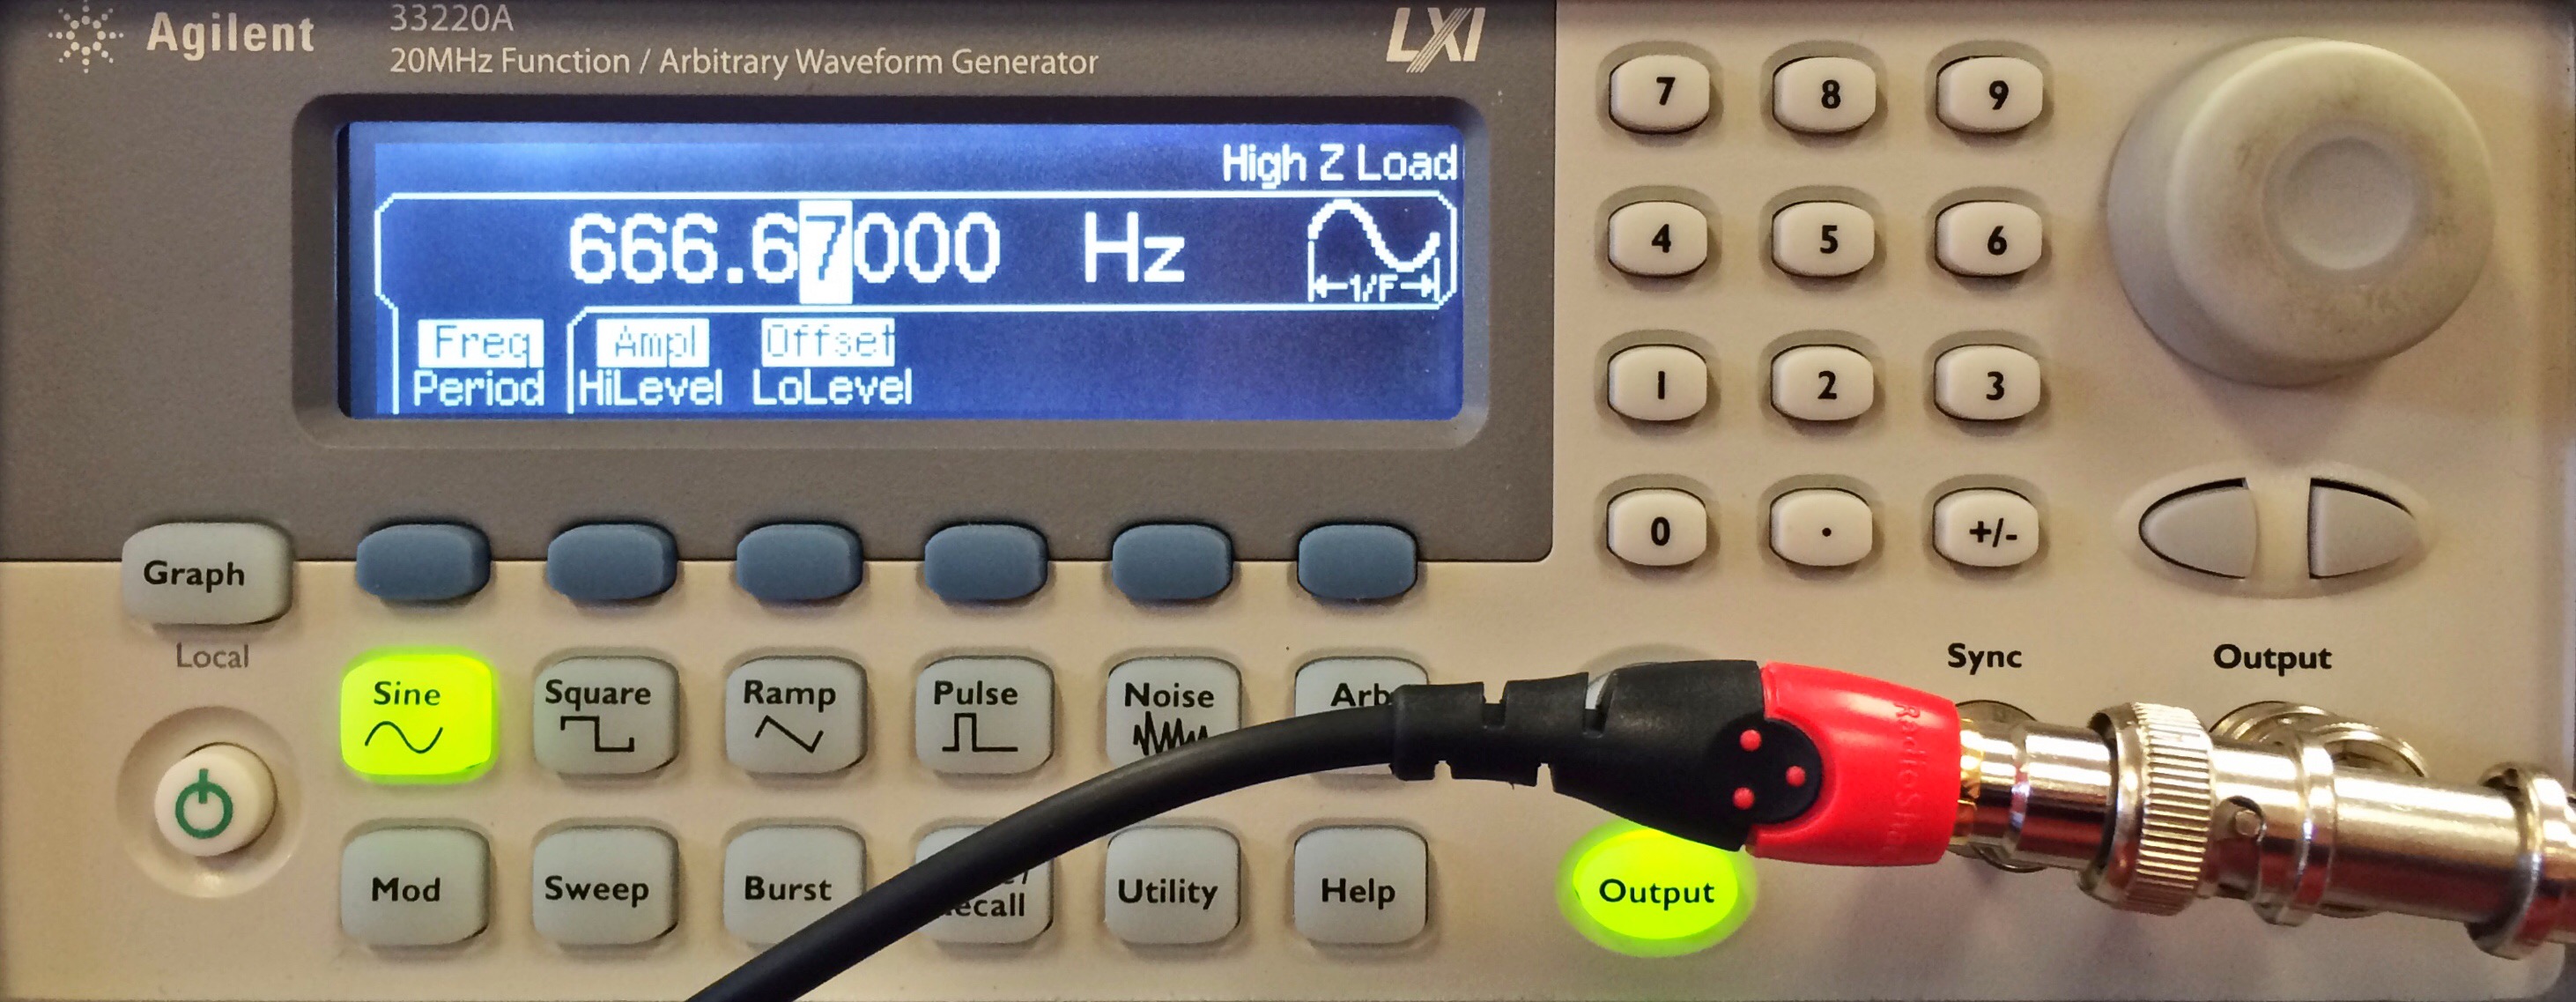 Agilent
33220A
20MHz Function / Arbitrary Waveform Generator
LXI
High Z Load
666.67000 Hz
1/F
Freq Ampl Offset
Period HiLevel LoLevel
7 8 9
4 5 6
1 2 3
0 . +/-
Graph
Local
Sync Output
Sine Square Ramp Pulse Noise Arb
RadioShack
Mod Sweep Burst Utility Help
Output